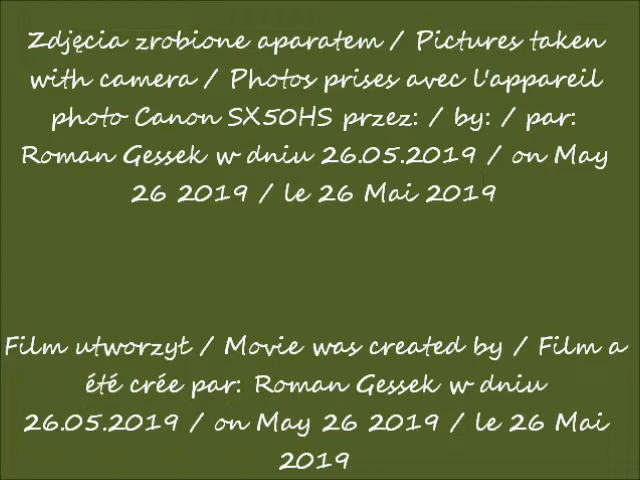 Zdjęcia zrobione aparatem / Pictures taken
with camera / Photos prises avec l'appareil
photo Canon SX50HS przez: / by: / par:
Roman Gessek w dniu 26.05.2019 / on May
26 2019 / le 26 Mai 2019
Film utworzył / Movie was created by / Film a
été crée par: Roman Gessek w dniu
26.05.2019 / on May 26 2019 / le 26 Mai
2019